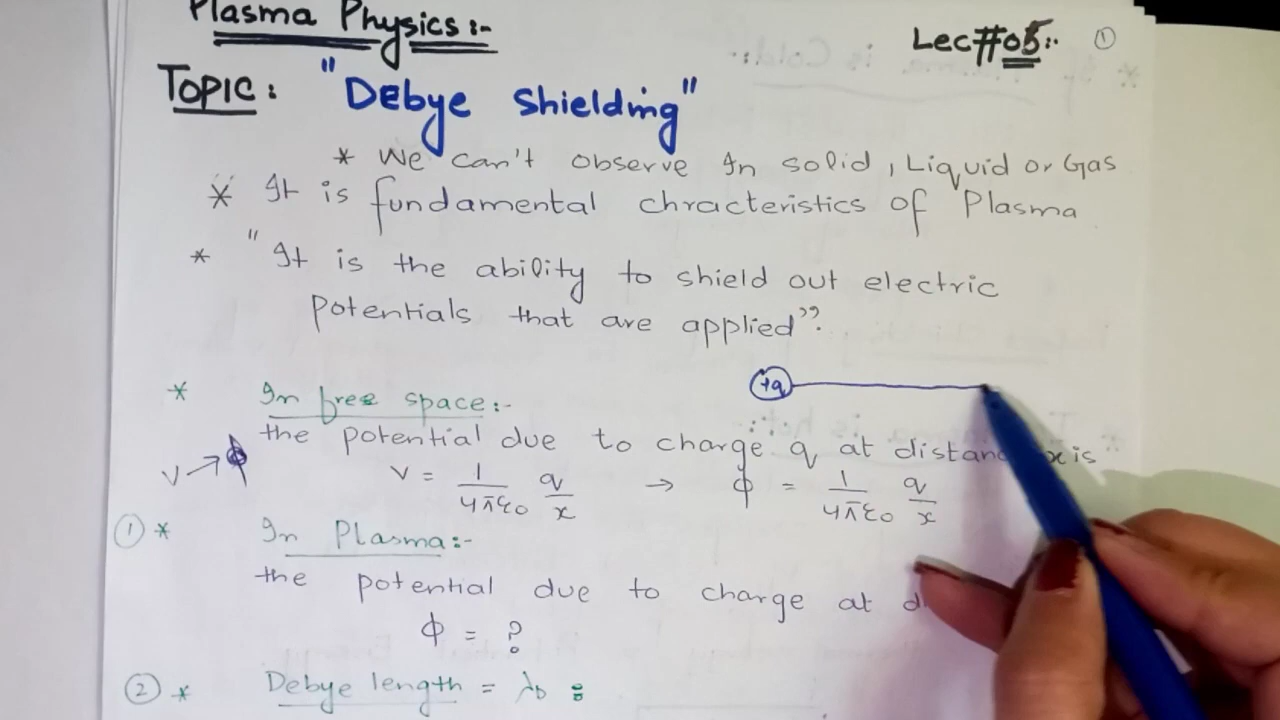 Plasma Physics:-
Lec#05:- ①
Topic: "Debye Shielding"
* We can't observe In solid, Liquid or Gas
* It is fundamental chracteristics of Plasma
* "It is the ability to shield out electric
Potentials that are applied".
+q
* In free space:-
the potential due to charge q at distance x is
V → ϕ
V = 1/4πε₀ q/x → ϕ = 1/4πε₀ q/x
① * In Plasma:-
the potential due to charge at
ϕ = ?
② * Debye length = λD :